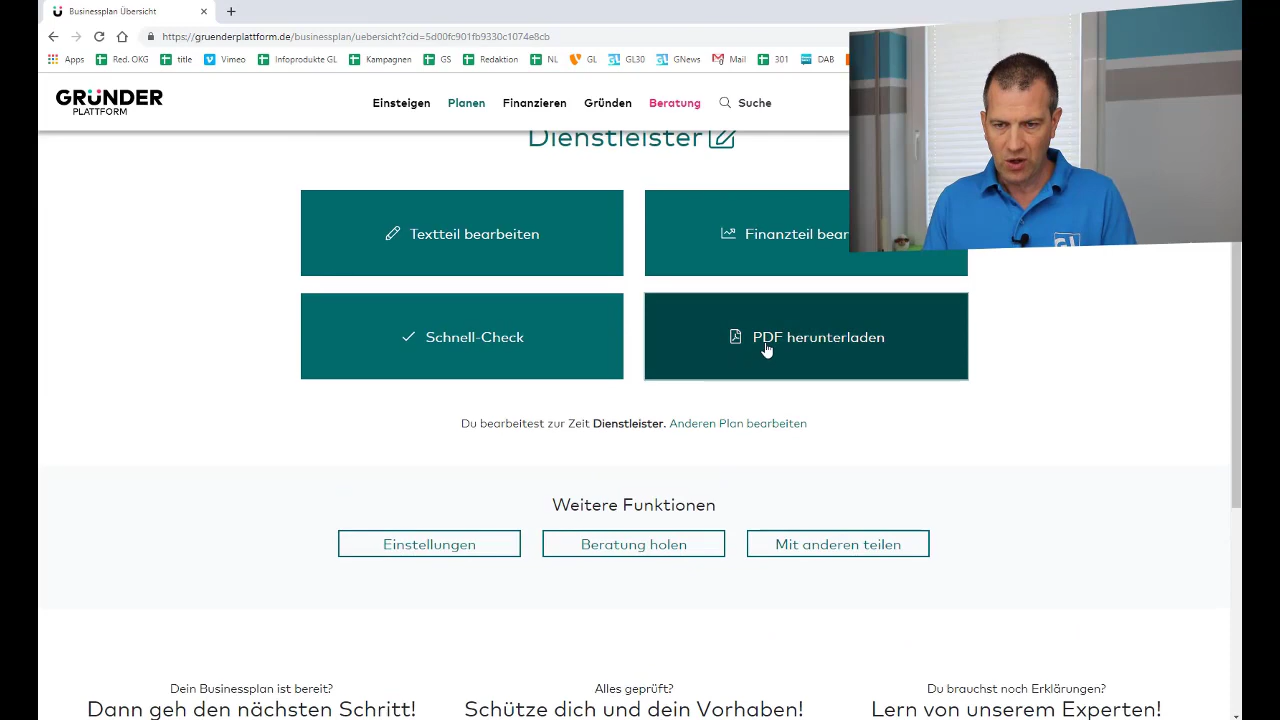 Businessplan Übersicht
https://gruenderplattform.de/businessplan/uebersicht?cid=5d00fc901fb9330c1074e8cb
Apps Red. OKG title Vimeo Infoprodukte GL Kampagnen GS Redaktion NL GL GL30 GNews Mail 301 DAB
GRÜNDER
PLATTFORM
Einsteigen Planen Finanzieren Gründen Beratung Suche
Dienstleister
Textteil bearbeiten
Finanzteil bear
Schnell-Check
PDF herunterladen
Du bearbeitest zur Zeit Dienstleister. Anderen Plan bearbeiten
Weitere Funktionen
Einstellungen
Beratung holen
Mit anderen teilen
Dein Businessplan ist bereit?
Dann geh den nächsten Schritt!
Alles geprüft?
Schütze dich und dein Vorhaben!
Du brauchst noch Erklärungen?
Lern von unserem Experten!
GL